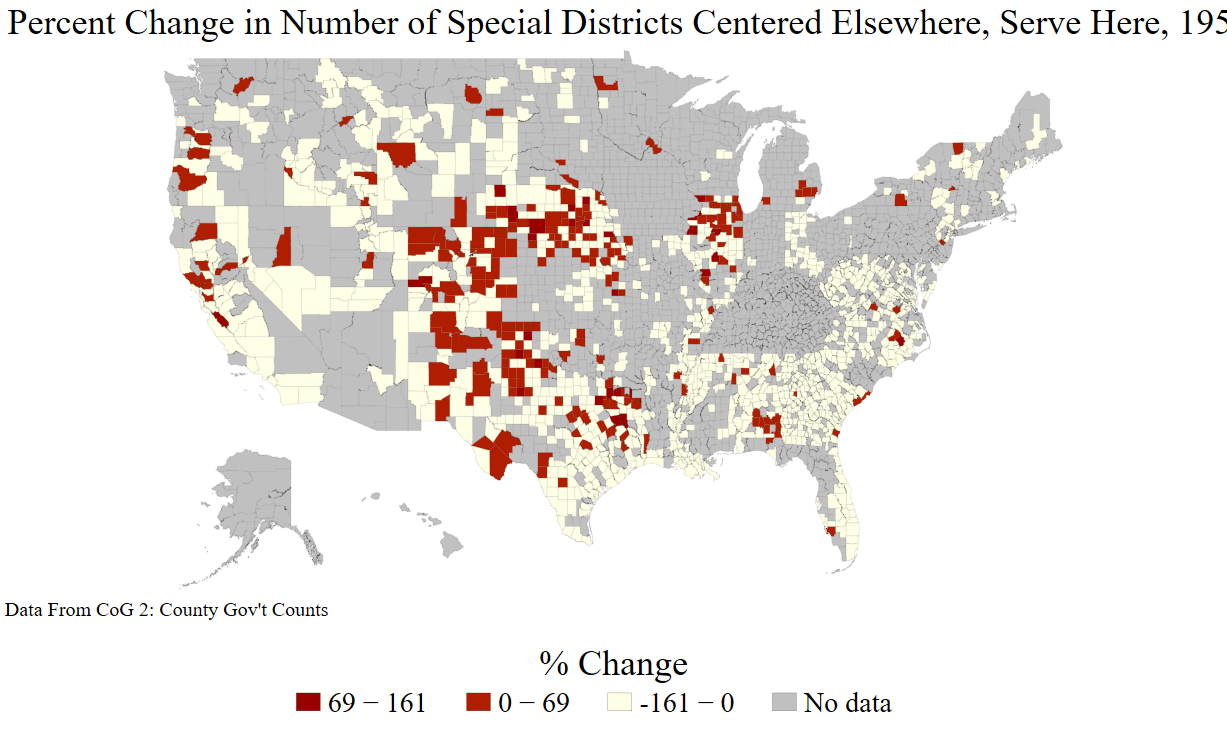 Percent Change in Number of Special Districts Centered Elsewhere, Serve Here, 195
Data From CoG 2: County Gov't Counts
% Change
69 − 161 0 − 69 -161 − 0 No data